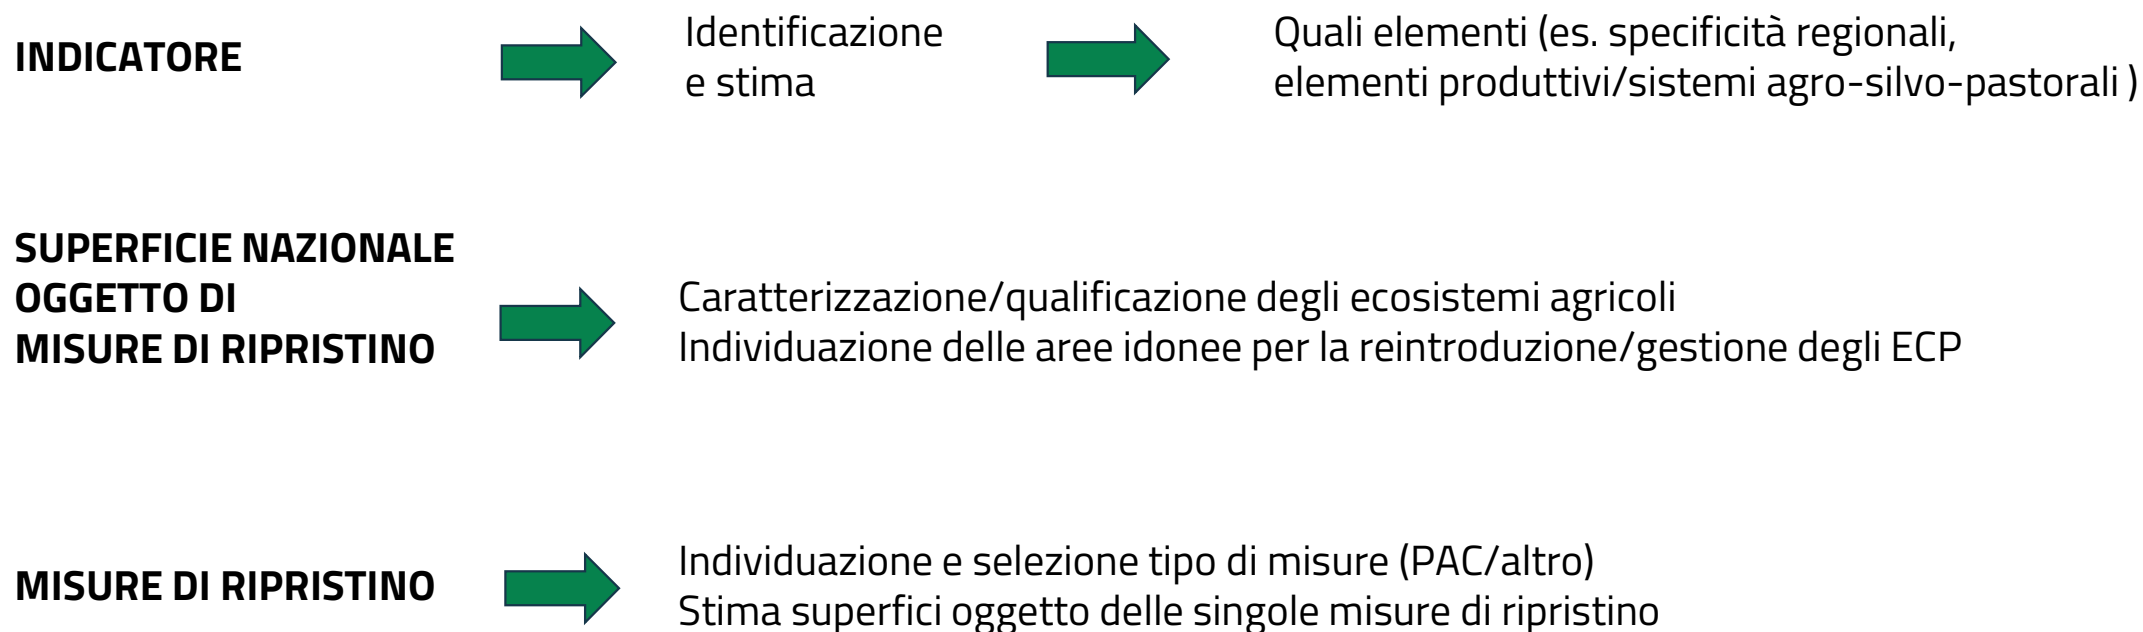 INDICATORE
Identificazione
e stima
Quali elementi (es. specificità regionali,
elementi produttivi/sistemi agro-silvo-pastorali )
SUPERFICIE NAZIONALE
OGGETTO DI
MISURE DI RIPRISTINO
Caratterizzazione/qualificazione degli ecosistemi agricoli
Individuazione delle aree idonee per la reintroduzione/gestione degli ECP
MISURE DI RIPRISTINO
Individuazione e selezione tipo di misure (PAC/altro)
Stima superfici oggetto delle singole misure di ripristino